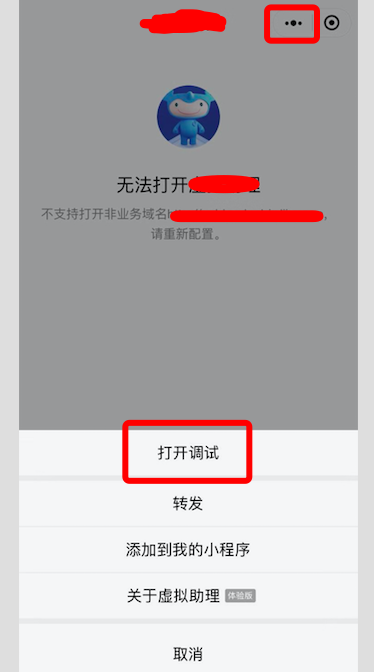 无法打开虚 理
不支持打开非业务域名
请重新配置。
打开调试
转发
添加到我的小程序
关于虚拟助理 体验版
取消